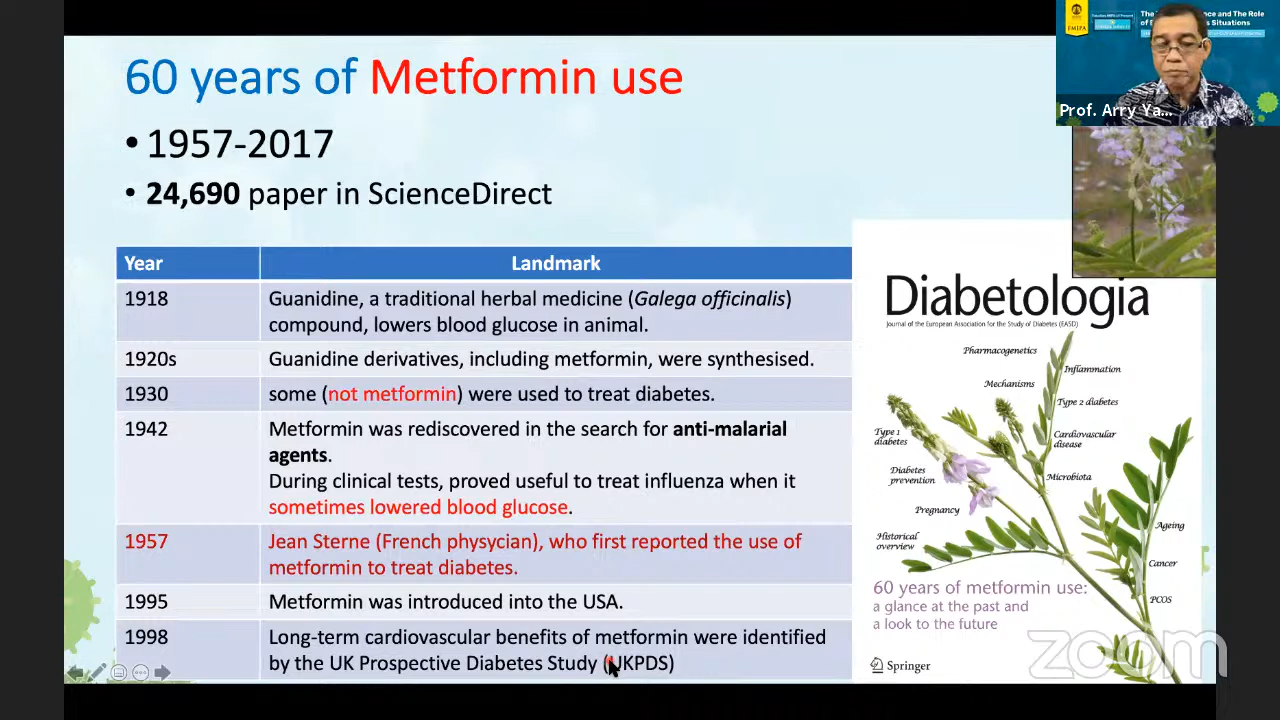 60 years of Metformin use
• 1957-2017
• 24,690 paper in ScienceDirect
Year Landmark
1918 Guanidine, a traditional herbal medicine (Galega officinalis)
compound, lowers blood glucose in animal.
1920s Guanidine derivatives, including metformin, were synthesised.
1930 some (not metformin) were used to treat diabetes.
1942 Metformin was rediscovered in the search for anti-malarial
agents.
During clinical tests, proved useful to treat influenza when it
sometimes lowered blood glucose.
1957 Jean Sterne (French physycian), who first reported the use of
metformin to treat diabetes.
1995 Metformin was introduced into the USA.
1998 Long-term cardiovascular benefits of metformin were identified
by the UK Prospective Diabetes Study (UKPDS)
FMIPA
The
ence and The Role
of
s Situations
Prof. Arry Ya...
Diabetologia
Journal of the European Association for the Study of Diabetes (EASD)
Pharmacogenetics
Inflammation
Mechanisms
Type 2 diabetes
Type 1
diabetes
Cardiovascular
disease
Diabetes
prevention
Microbiota
Pregnancy
Ageing
Historical
overview
Cancer
PCOS
60 years of metformin use:
a glance at the past and
a look to the future
Springer
zoom